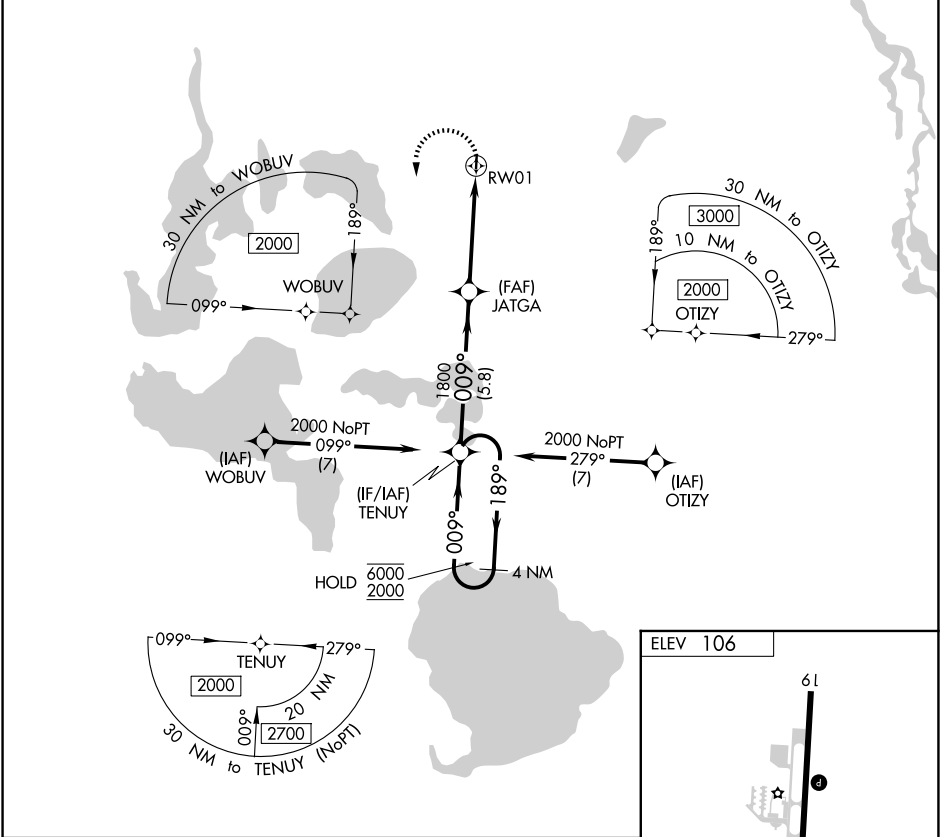 RW01
30 NM to WOBUV
2000
189°
WOBUV
099°
30 NM to OTIZY
3000
10 NM to OTIZY
189°
2000
OTIZY
279°
(FAF)
JATGA
1800
009°
(5.8)
2000 NoPT
099°
(7)
(IAF)
WOBUV
2000 NoPT
279°
(7)
(IAF)
OTIZY
(IF/IAF)
TENUY
009°
189°
HOLD
6000
2000
4 NM
099°
TENUY
279°
2000
009°
20 NM
2700
30 NM to TENUY (NoPT)
ELEV 106
19
P